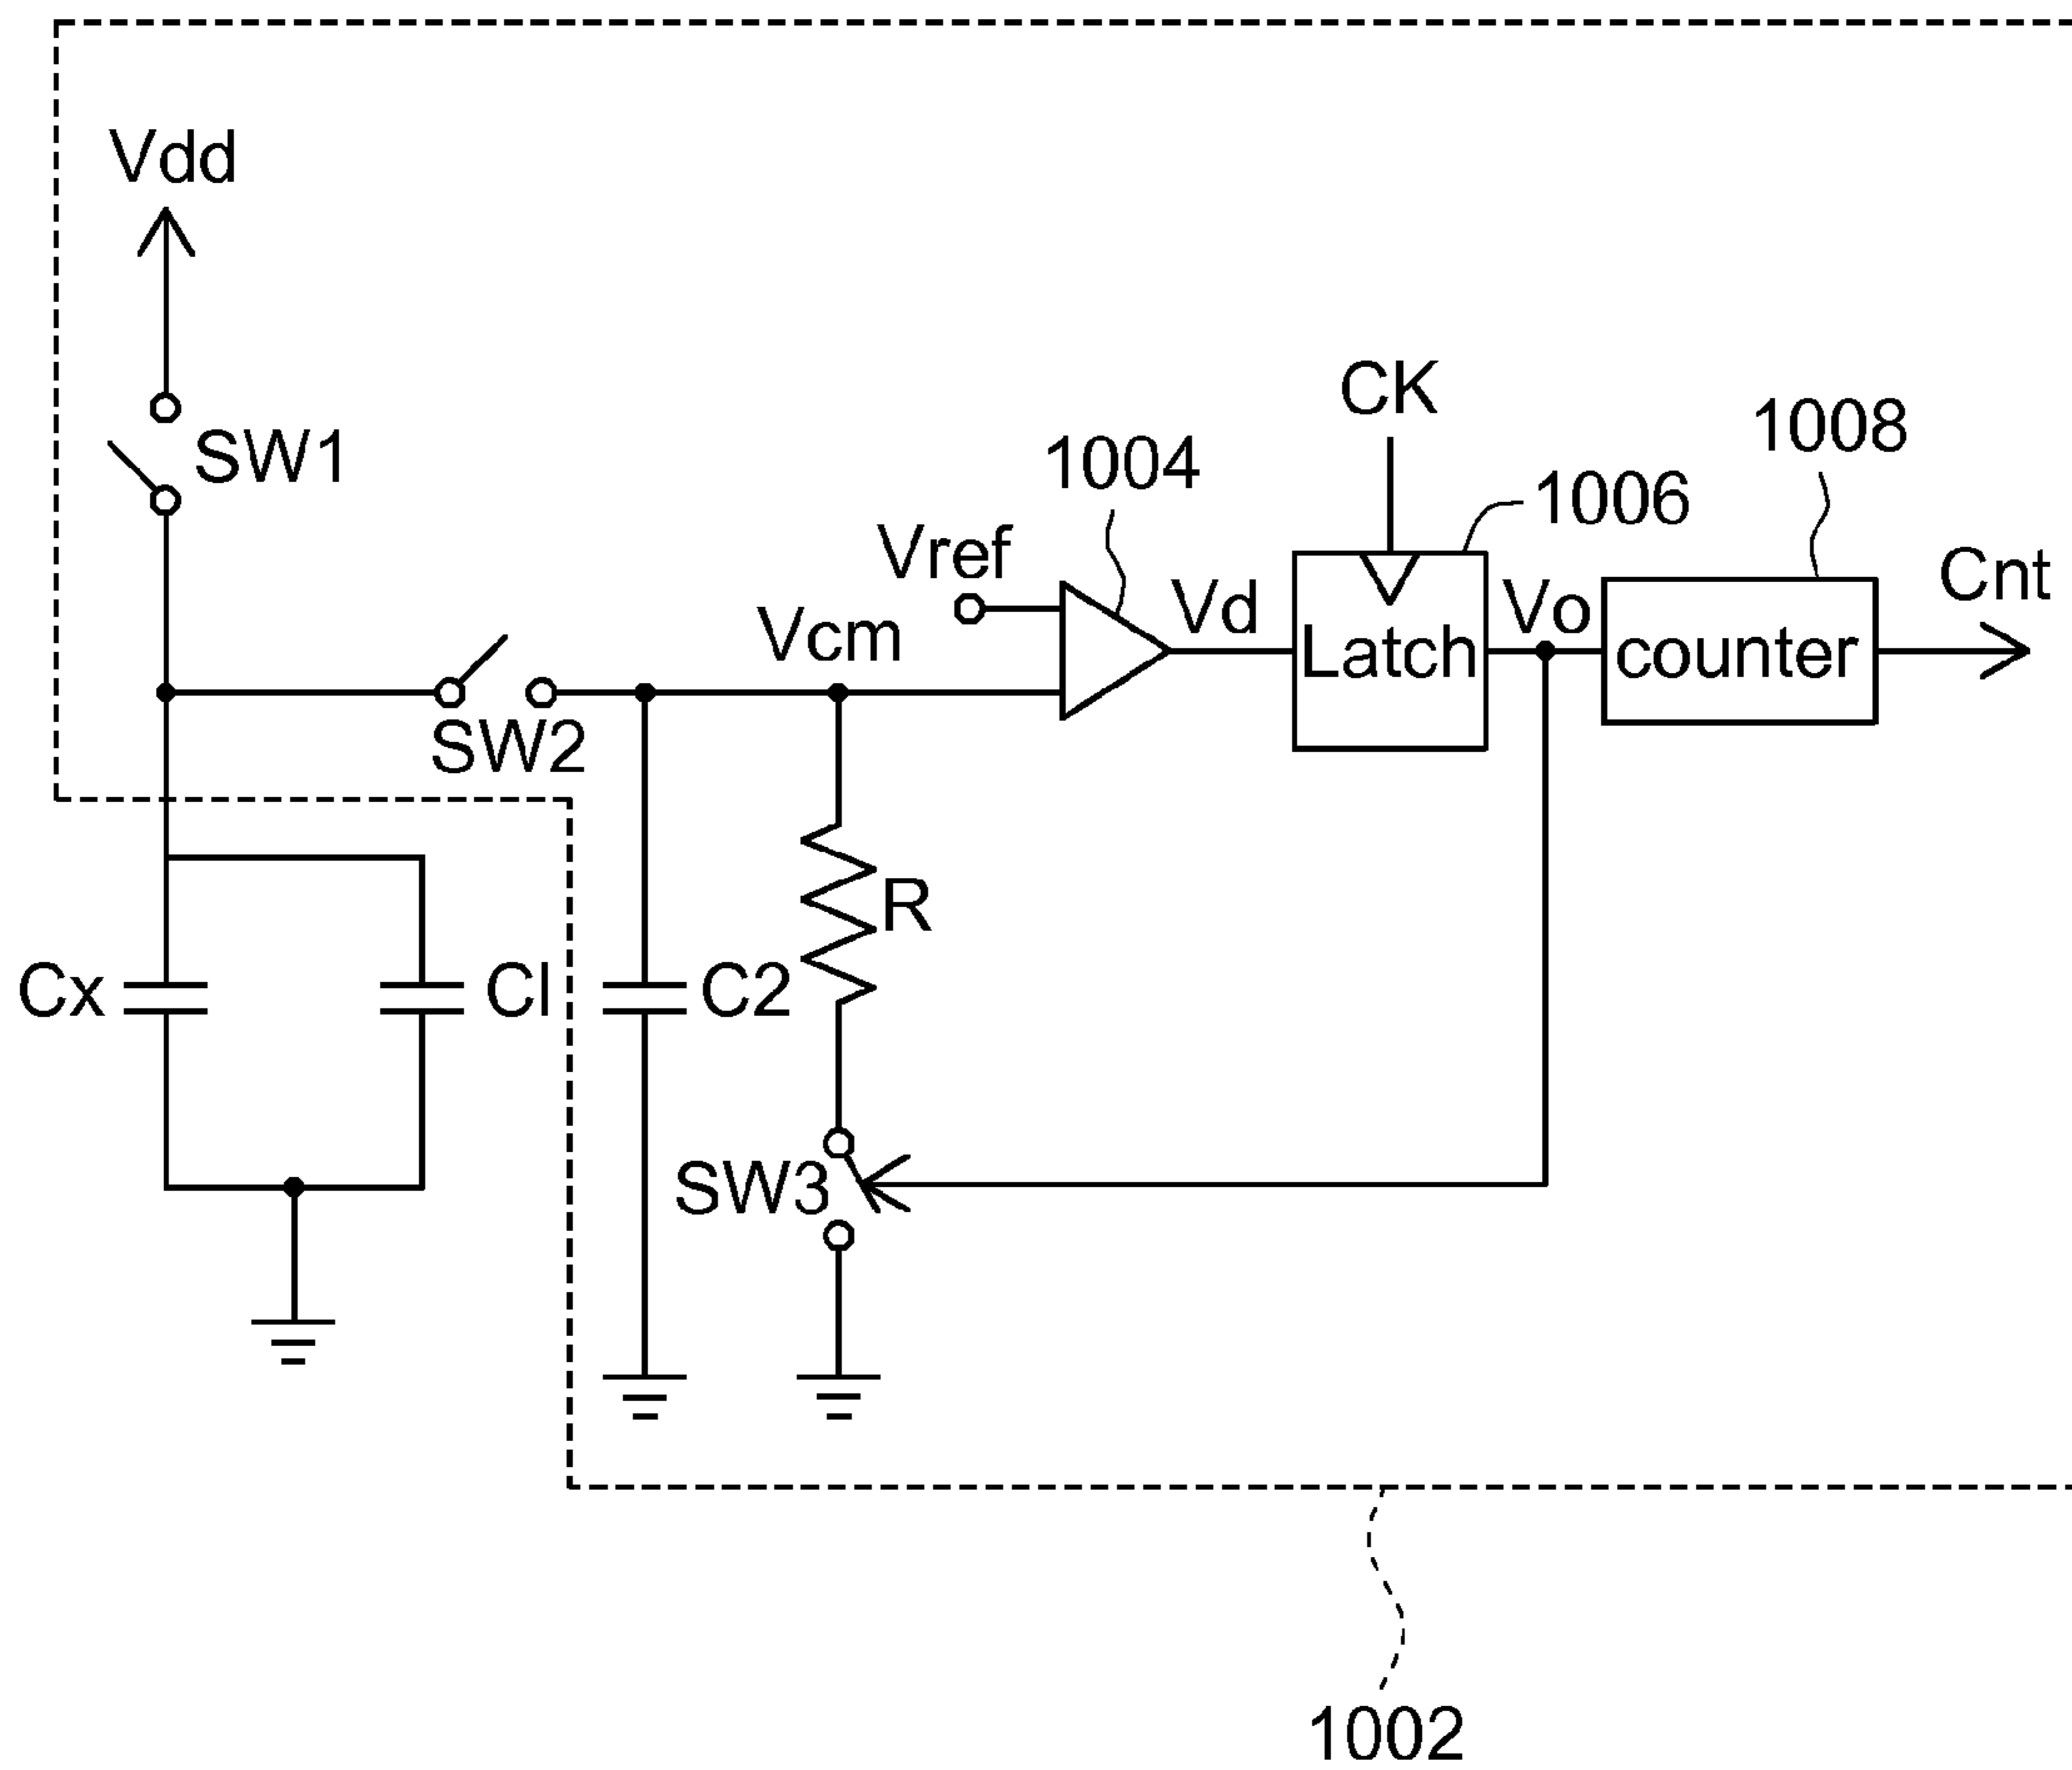 Vdd
SW1
CK
1008
1004
1006
Vref
Cnt
Vd
Vo
Vcm
Latch
counter
SW2
R
Cx
Cl
C2
SW3
1002